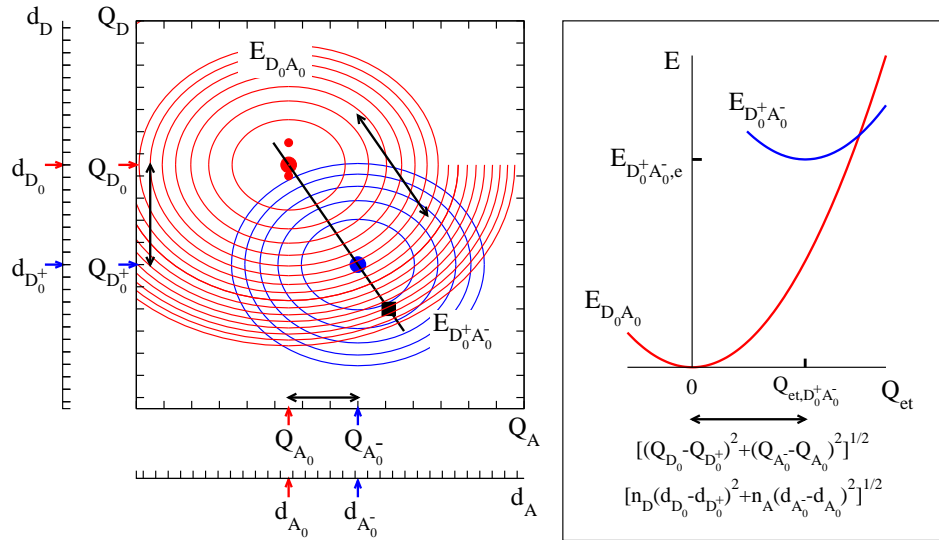 d_D Q_D
E_{D_0A_0}
d_{D_0} Q_{D_0}
d_{D_0^+} Q_{D_0^+}
E_{D_0^+A_0^-}
Q_{A_0} Q_{A_0^-} Q_A
d_{A_0} d_{A_0^-} d_A
E
E_{D_0^+A_0^-}
E_{D_0^+A_0^-,e}
E_{D_0A_0}
0 Q_{et,D_0^+A_0^-} Q_{et}
[(Q_{D_0}-Q_{D_0^+})^2+(Q_{A_0^-}-Q_{A_0})^2]^{1/2}
[n_D(d_{D_0}-d_{D_0^+})^2+n_A(d_{A_0^-}-d_{A_0})^2]^{1/2}